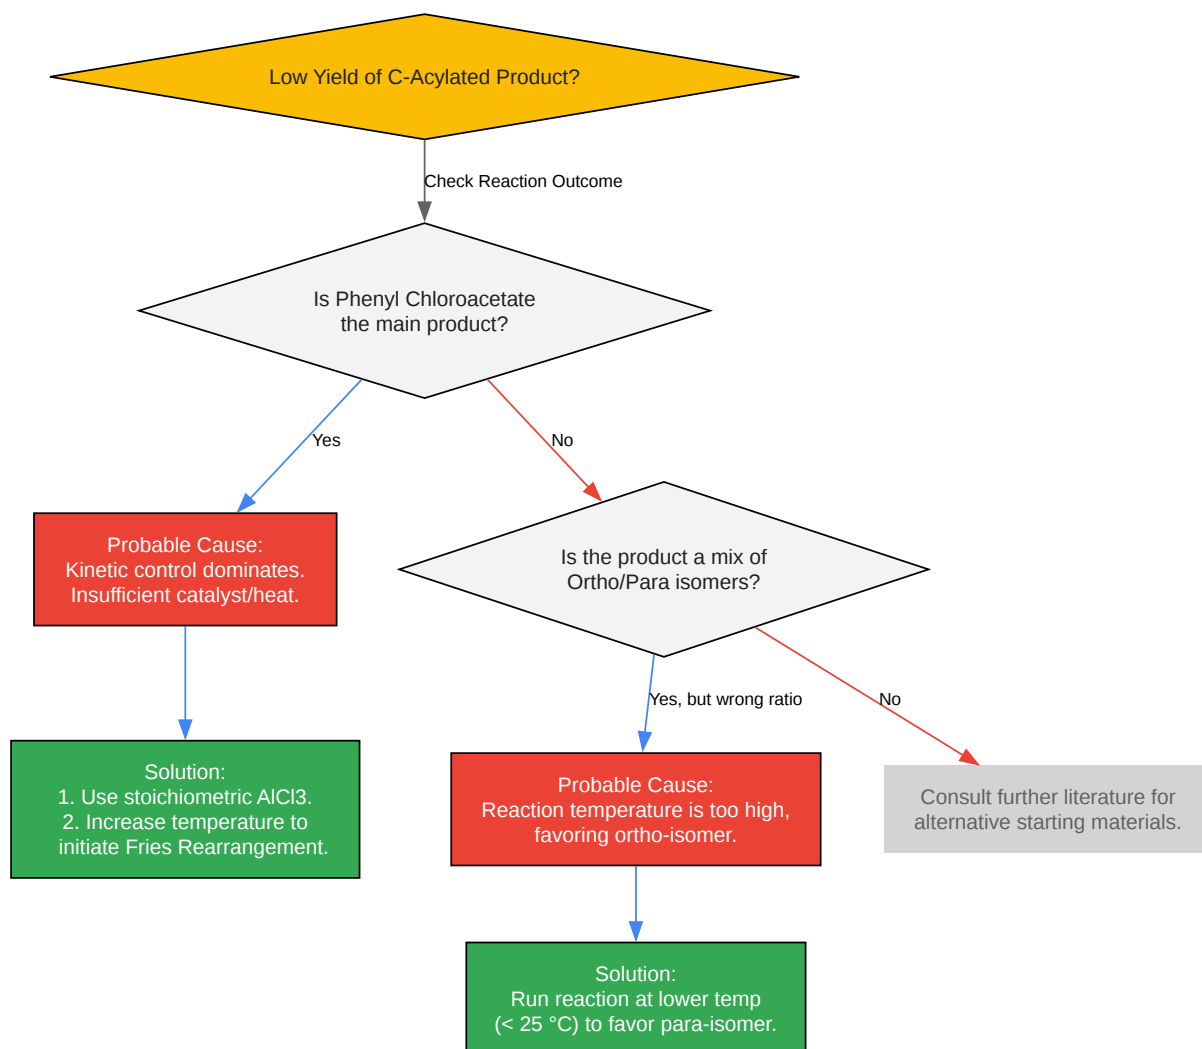 Low Yield of C-Acylated Product?
Check Reaction Outcome
Is Phenyl Chloroacetate
the main product?
Yes
No
Probable Cause:
Kinetic control dominates.
Insufficient catalyst/heat.
Is the product a mix of
Ortho/Para isomers?
Yes, but wrong ratio
No
Solution:
1. Use stoichiometric AlCl3.
2. Increase temperature to
initiate Fries Rearrangement.
Probable Cause:
Reaction temperature is too high,
favoring ortho-isomer.
Consult further literature for
alternative starting materials.
Solution:
Run reaction at lower temp
(< 25 °C) to favor para-isomer.